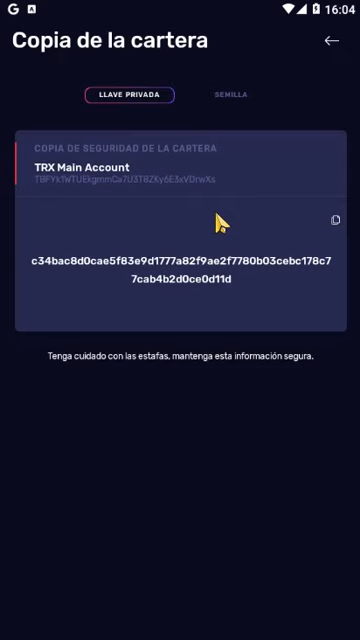 G A 16:04
Copia de la cartera
LLAVE PRIVADA SEMILLA
COPIA DE SEGURIDAD DE LA CARTERA
TRX Main Account
c34bac8d0cae5f83e9d1777a82f9ae2f7780b03cebc178c7
7cab4b2d0ce0d11d
Tenga cuidado con las estafas, mantenga esta información segura.